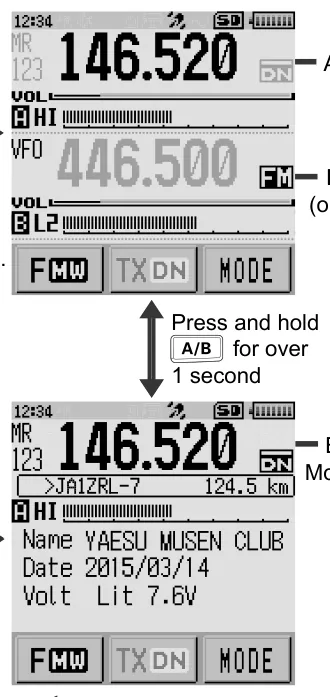 12:34 SD
MR 123 146.520 DN
VOL
A HI
VFO 446.500 FM
VOL
B L2
F MW TX DN MODE
Press and hold
A/B for over
1 second
12:34 SD
MR 123 146.520 DN
>JA1ZRL-7 124.5 km
A HI
Name YAESU MUSEN CLUB
Date 2015/03/14
Volt Lit 7.6V
F MW TX DN MODE